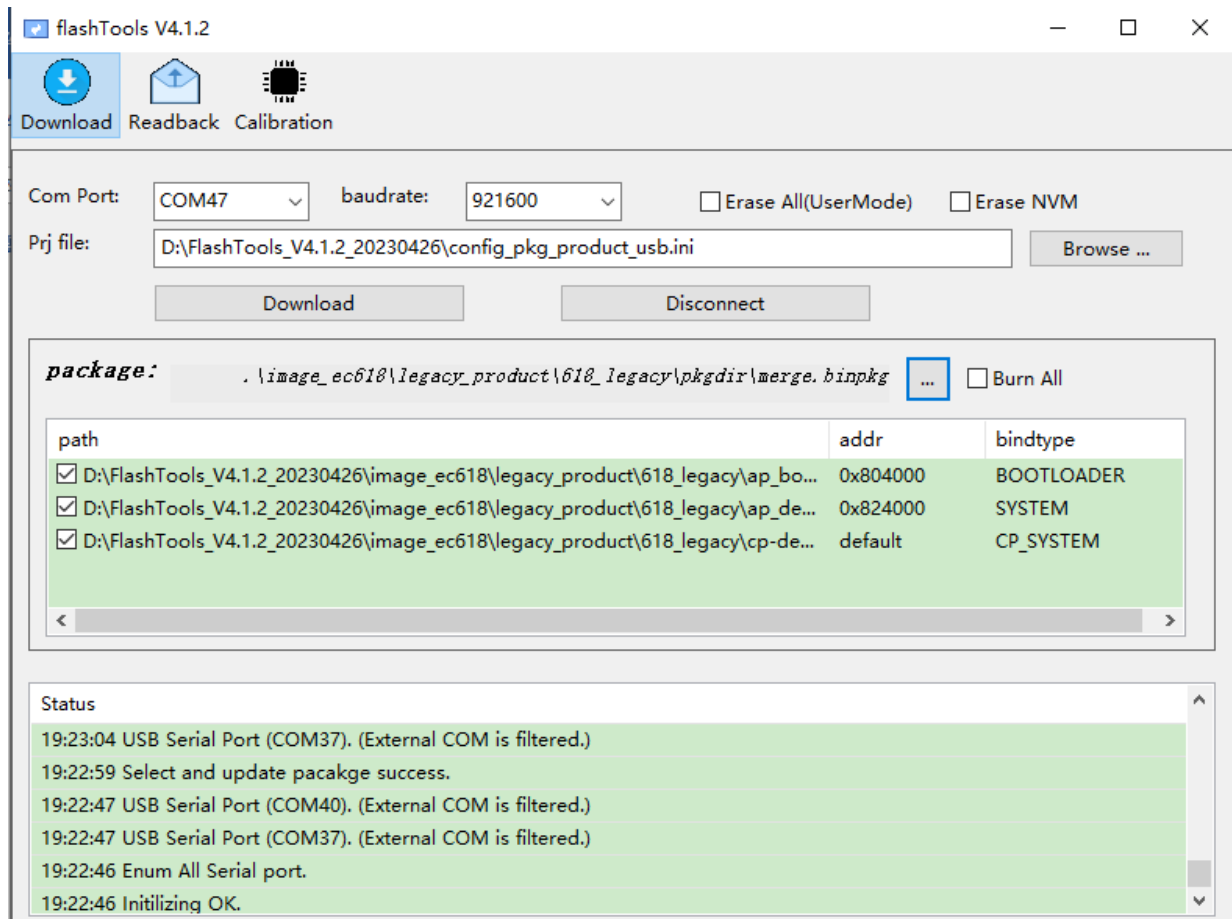 flashTools V4.1.2
Download Readback Calibration
Com Port: COM47 baudrate: 921600 Erase All(UserMode) Erase NVM
Prj file: D:\FlashTools_V4.1.2_20230426\config_pkg_product_usb.ini Browse ...
Download Disconnect
package: .\image_ec618\legacy_product\618_legacy\pkgdir\merge.binpkg ... Burn All
path addr bindtype
D:\FlashTools_V4.1.2_20230426\image_ec618\legacy_product\618_legacy\ap_bo... 0x804000 BOOTLOADER
D:\FlashTools_V4.1.2_20230426\image_ec618\legacy_product\618_legacy\ap_de... 0x824000 SYSTEM
D:\FlashTools_V4.1.2_20230426\image_ec618\legacy_product\618_legacy\cp-de... default CP_SYSTEM
Status
19:23:04 USB Serial Port (COM37). (External COM is filtered.)
19:22:59 Select and update pacakge success.
19:22:47 USB Serial Port (COM40). (External COM is filtered.)
19:22:47 USB Serial Port (COM37). (External COM is filtered.)
19:22:46 Enum All Serial port.
19:22:46 Initilizing OK.